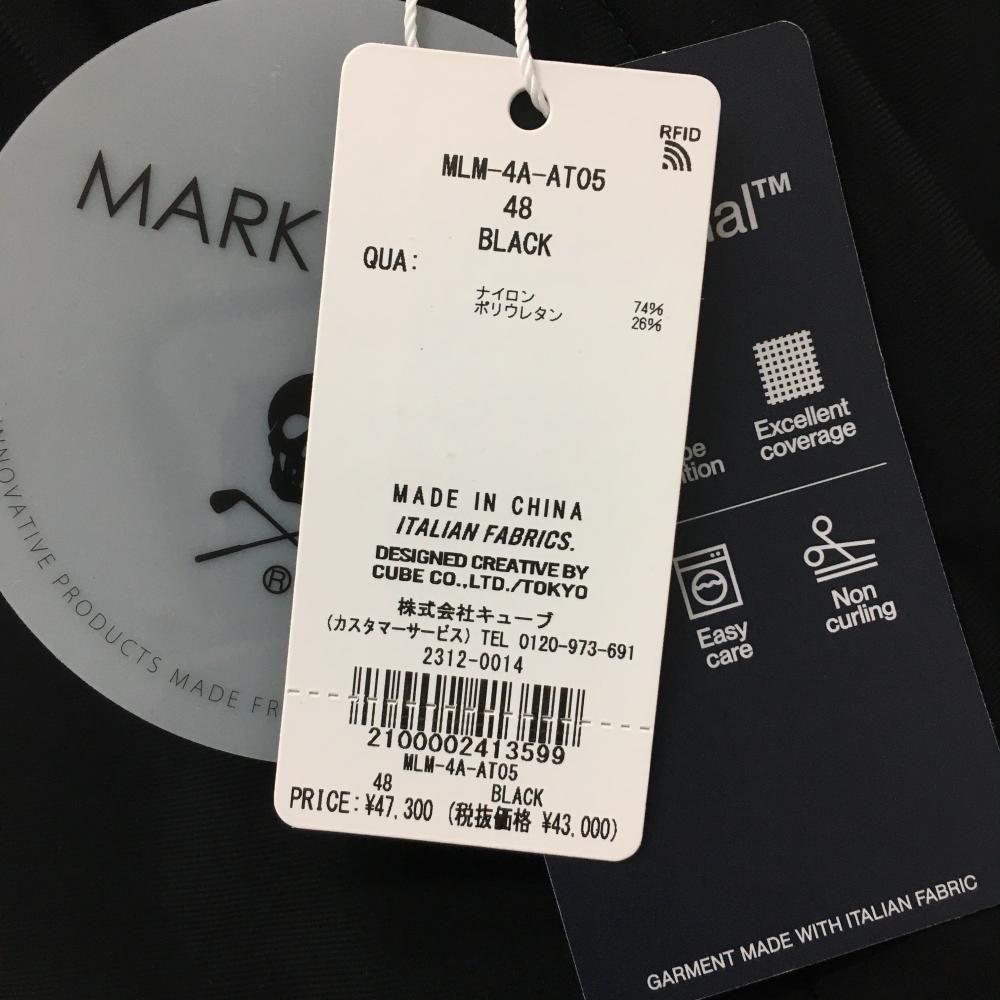 MARK
INNOVATIVE PRODUCTS MADE FR
®
RFID
MLM-4A-AT05
48
BLACK
QUA:
ナイロン 74%
ポリウレタン 26%
MADE IN CHINA
ITALIAN FABRICS.
DESIGNED CREATIVE BY
CUBE CO.,LTD./TOKYO
株式会社キューブ
(カスタマーサービス) TEL 0120-973-691
2312-0014
2100002413599
MLM-4A-AT05
48 BLACK
PRICE:¥47,300 (税抜価格 ¥43,000)
al™
Excellent
coverage
Easy
care
Non
curling
GARMENT MADE WITH ITALIAN FABRIC